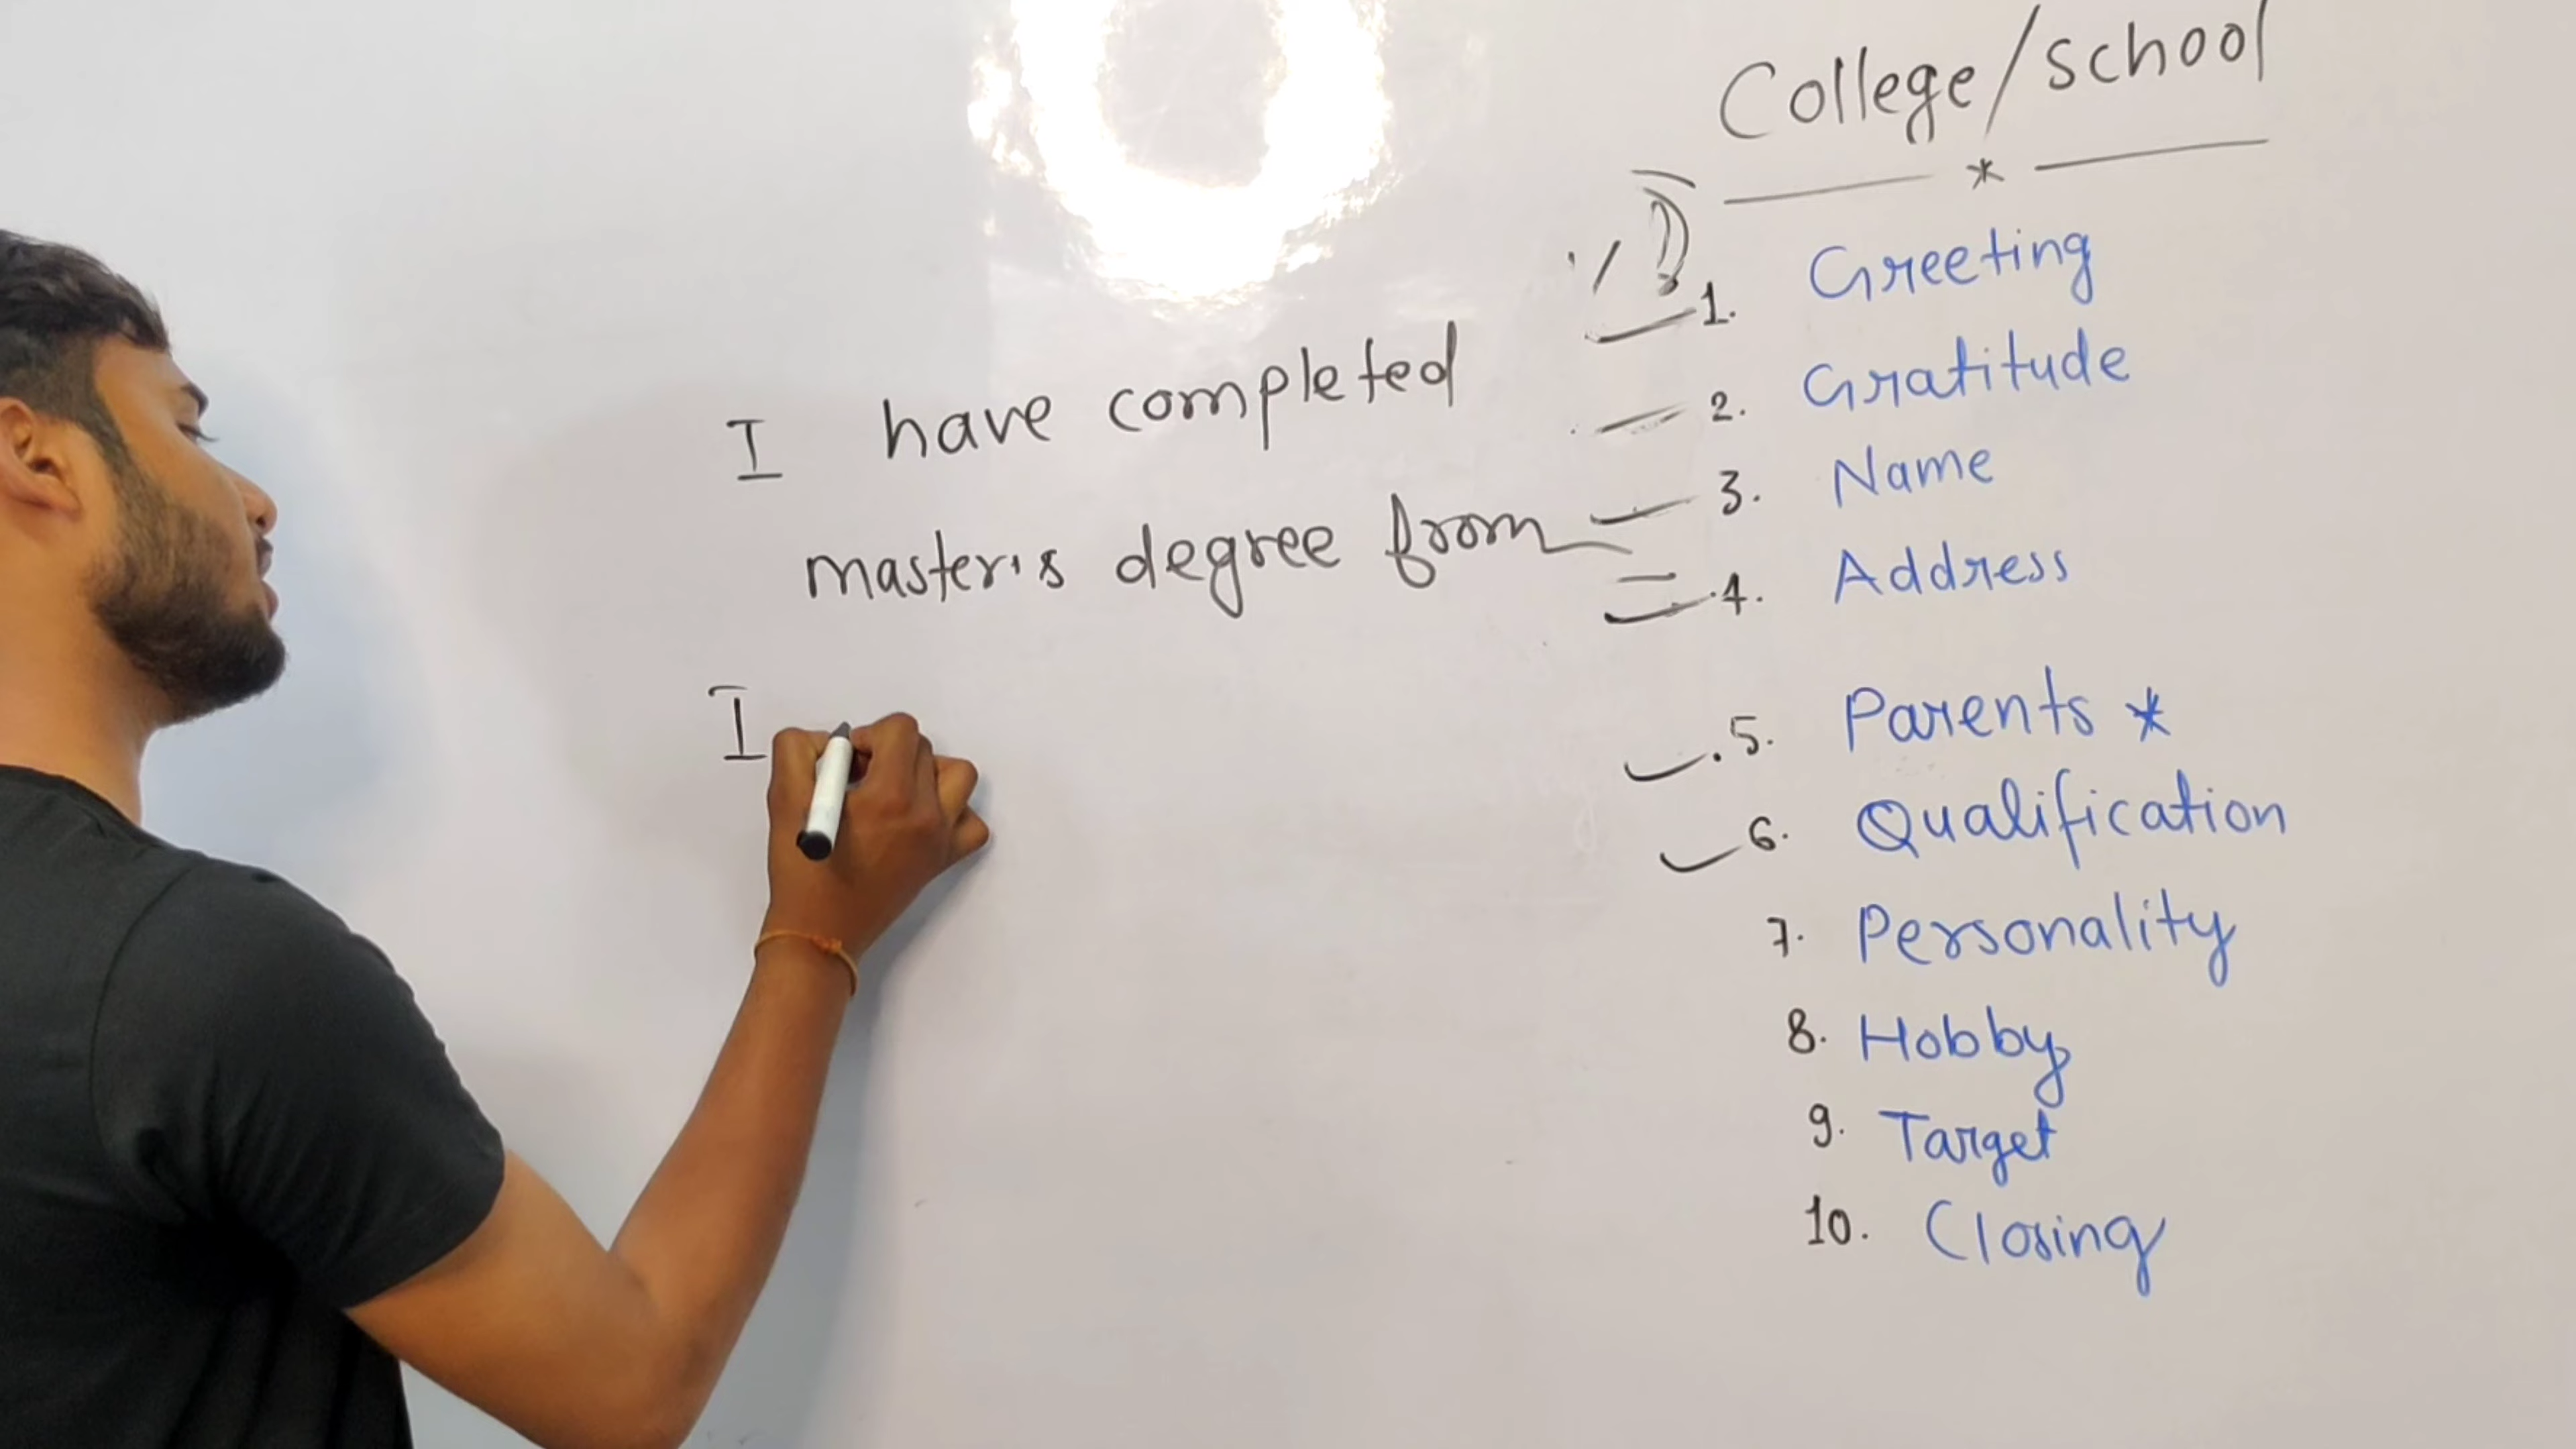 College/school
*
1. Greeting
2. Gratitude
3. Name
4. Address
5. Parents *
6. Qualification
7. Personality
8. Hobby
9. Target
10. Closing
I have completed
master's degree from
I